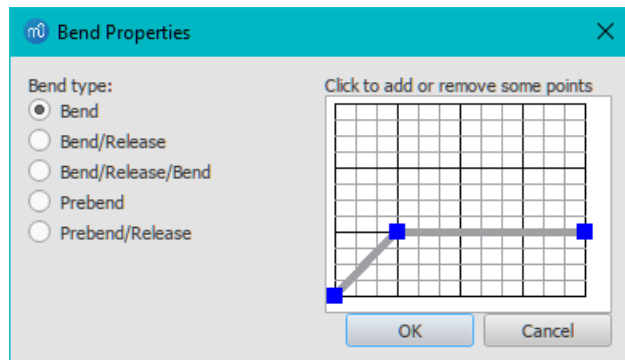 Bend Properties
Bend type:
Bend
Bend/Release
Bend/Release/Bend
Prebend
Prebend/Release
Click to add or remove some points
OK
Cancel